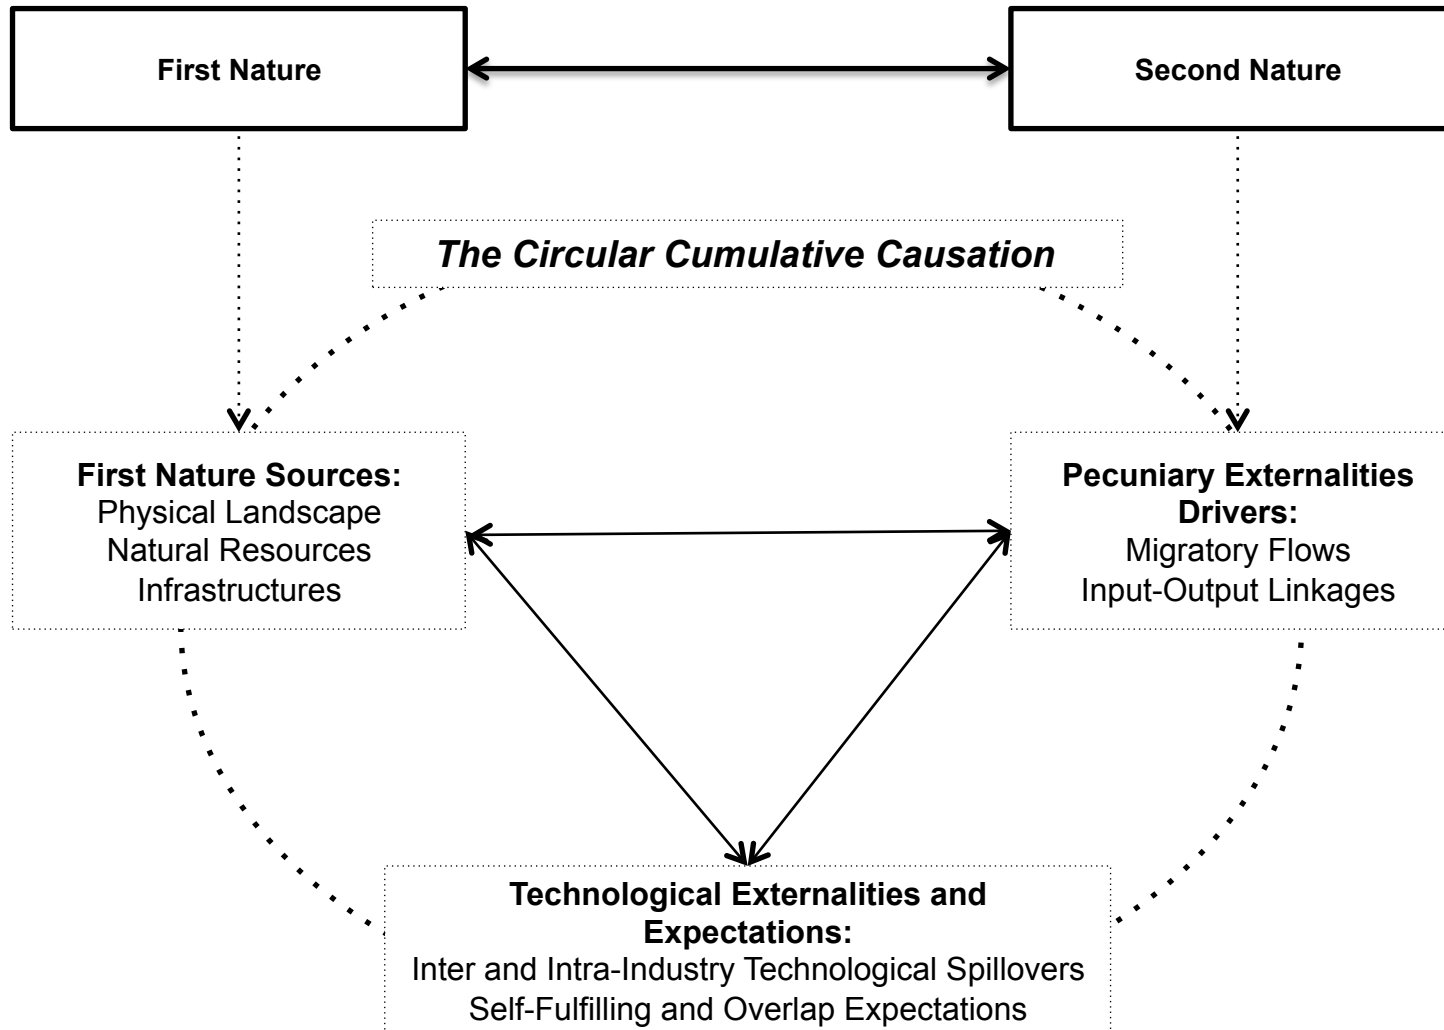 First Nature
Second Nature
The Circular Cumulative Causation
First Nature Sources:
Physical Landscape
Natural Resources
Infrastructures
Pecuniary Externalities
Drivers:
Migratory Flows
Input-Output Linkages
Technological Externalities and
Expectations:
Inter and Intra-Industry Technological Spillovers
Self-Fulfilling and Overlap Expectations